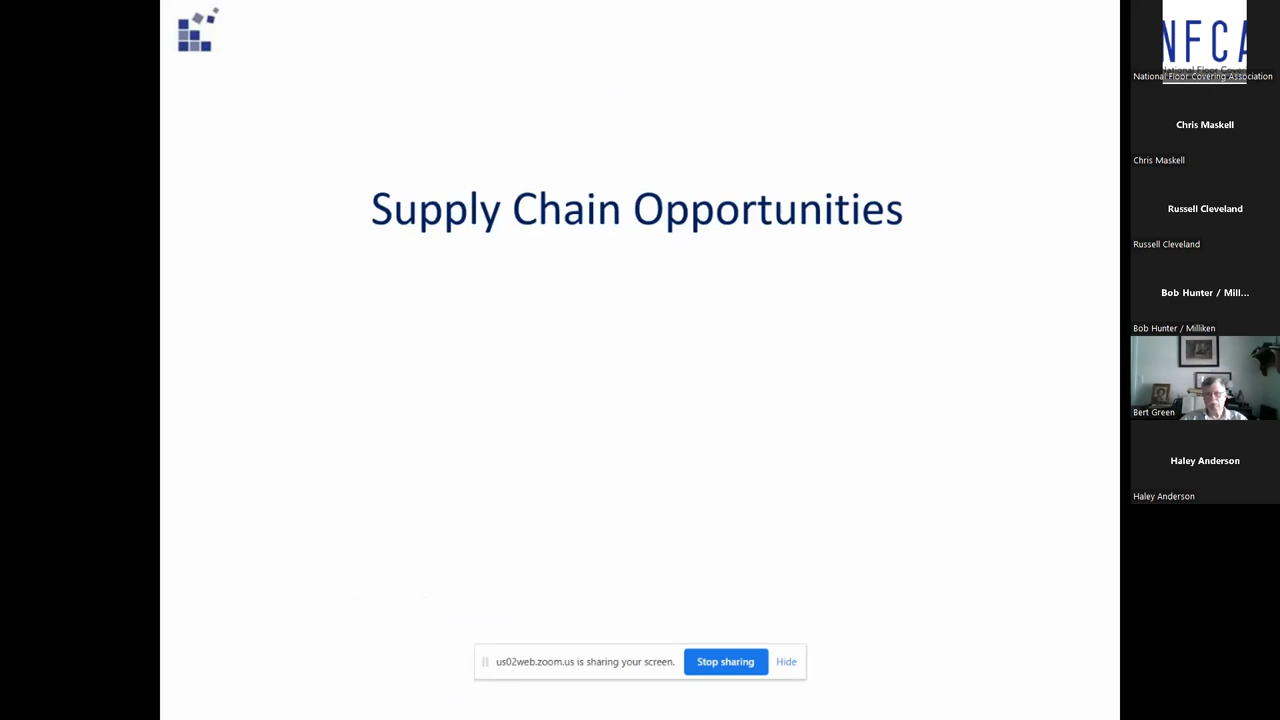 Supply Chain Opportunities
us02web.zoom.us is sharing your screen.
Stop sharing
Hide
NFCA
National Floor Covering Association
Chris Maskell
Chris Maskell
Russell Cleveland
Russell Cleveland
Bob Hunter / Mill...
Bob Hunter / Milliken
Bert Green
Haley Anderson
Haley Anderson